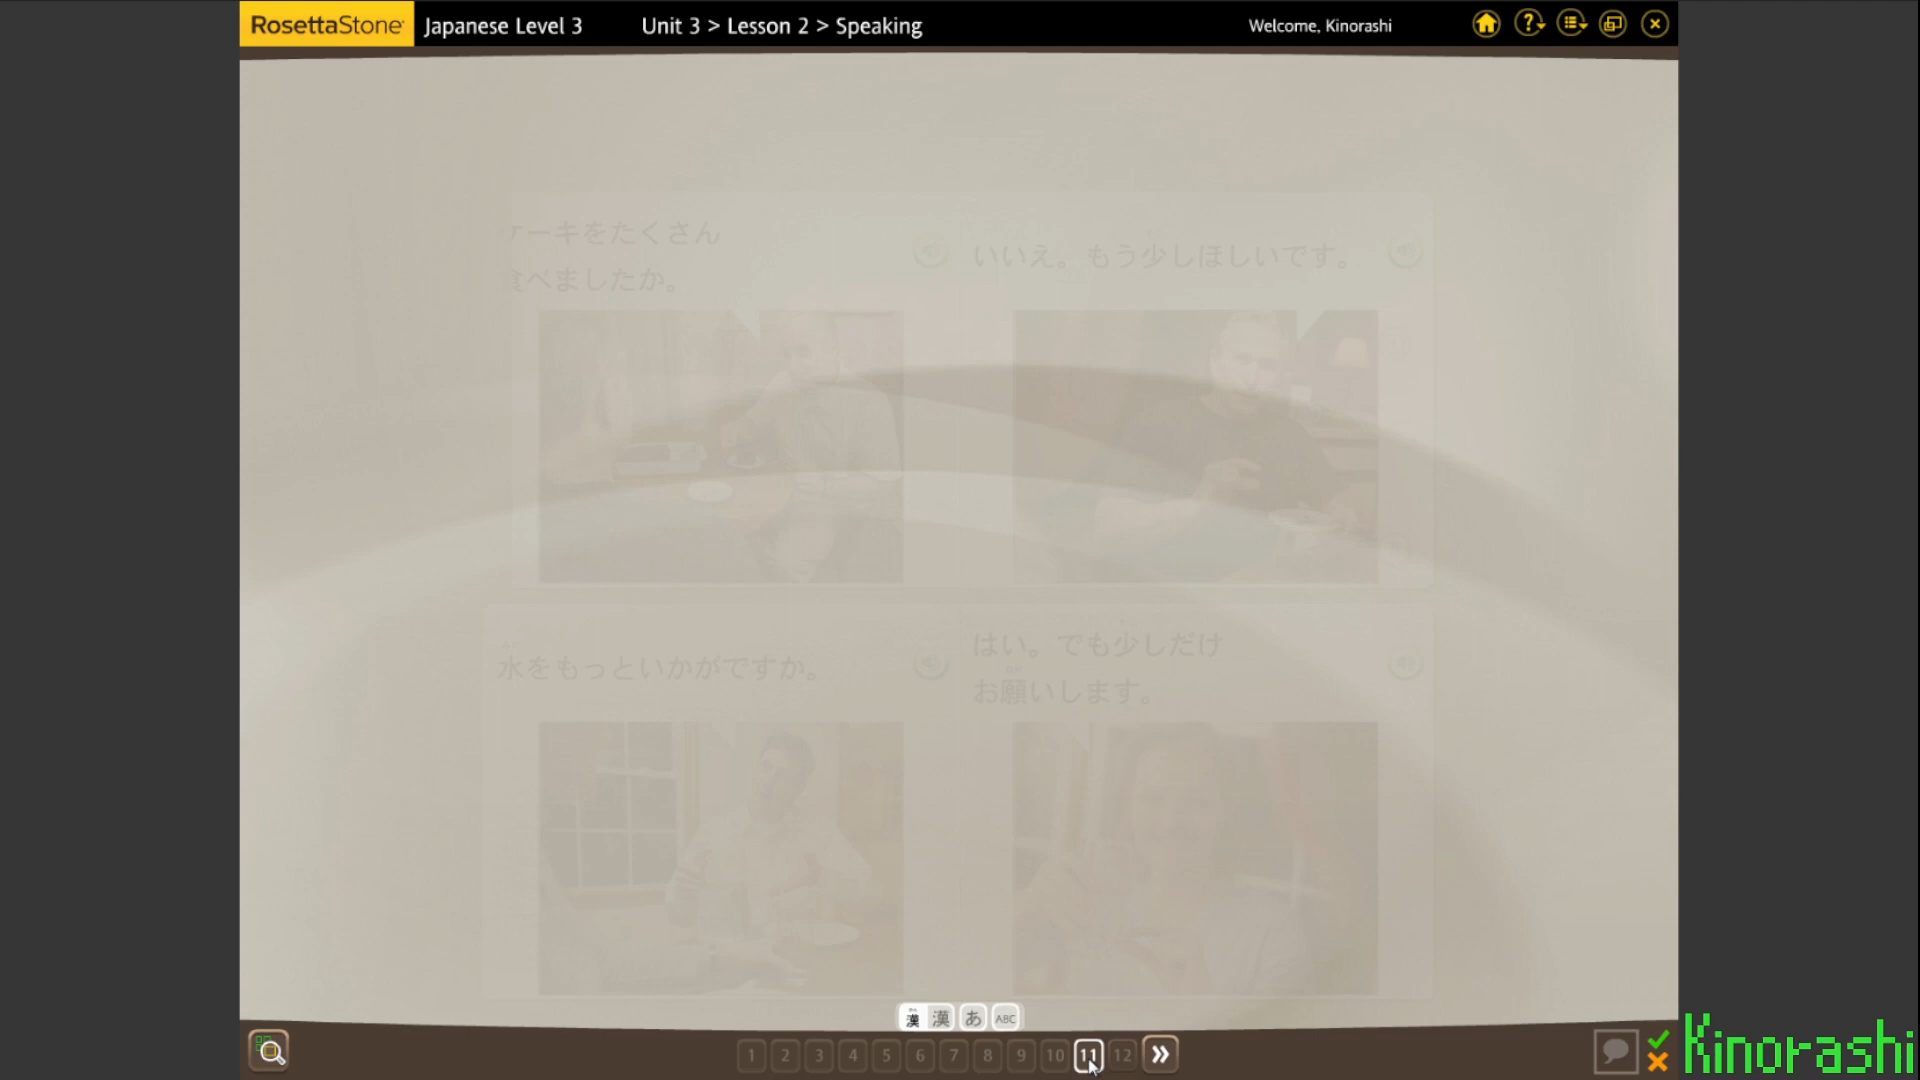 RosettaStone Japanese Level 3 Unit 3 > Lesson 2 > Speaking Welcome, Kinorashi
ケーキをたくさん
食べましたか。
いいえ。もう少しほしいです。
水をもっといかがですか。
はい。でも少しだけ
お願いします。
漢 漢 あ ABC
1 2 3 4 5 6 7 8 9 10 11 12 »
Kinorashi